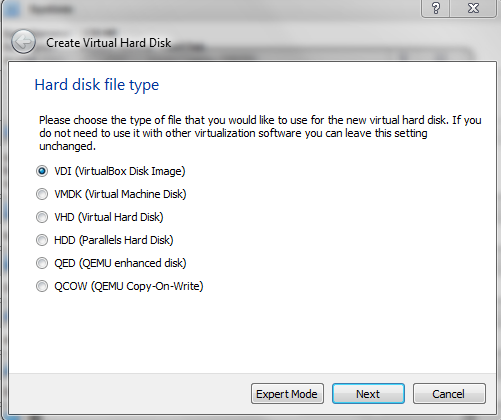 Create Virtual Hard Disk
Hard disk file type
Please choose the type of file that you would like to use for the new virtual hard disk. If you
do not need to use it with other virtualization software you can leave this setting
unchanged.
VDI (VirtualBox Disk Image)
VMDK (Virtual Machine Disk)
VHD (Virtual Hard Disk)
HDD (Parallels Hard Disk)
QED (QEMU enhanced disk)
QCOW (QEMU Copy-On-Write)
Expert Mode Next Cancel